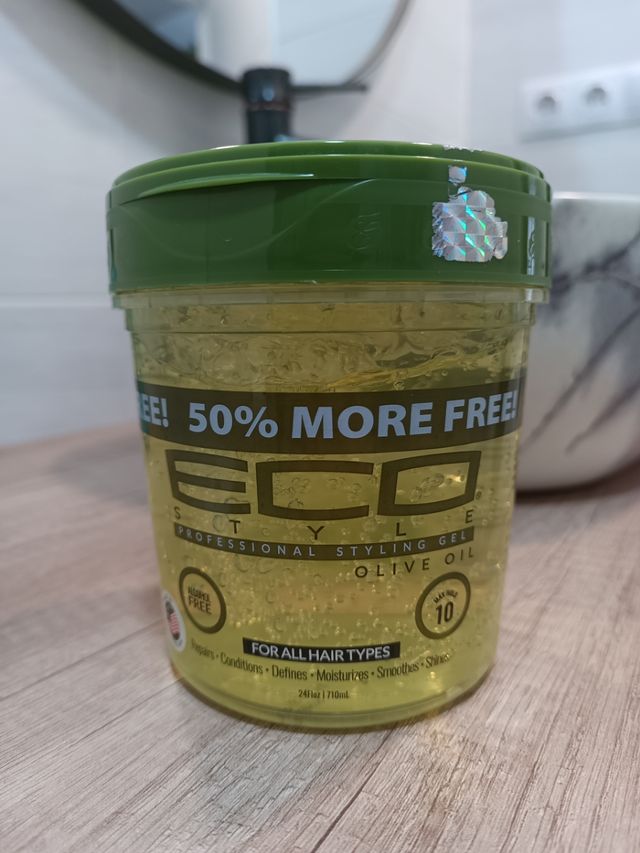 EE! 50% MORE FREE!
ECO®
STYLE
PROFESSIONAL STYLING GEL
OLIVE OIL
ALCOHOL
FREE
MAX HOLD
10
FOR ALL HAIR TYPES
Repairs • Conditions • Defines • Moisturizes • Smoothes • Shines
24Floz | 710mL